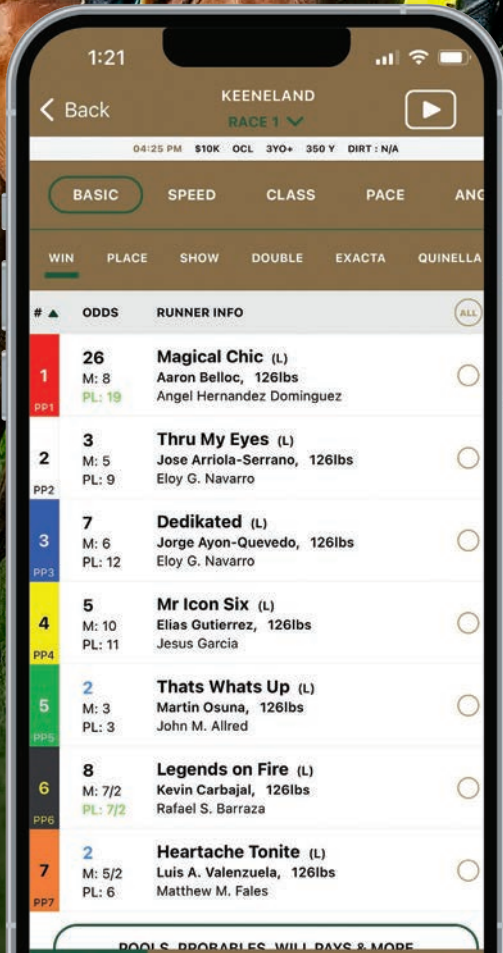 1:21
Back
KEENELAND
RACE 1
04:25 PM $10K OCL 3YO+ 350 Y DIRT : N/A
BASIC SPEED CLASS PACE ANG
WIN PLACE SHOW DOUBLE EXACTA QUINELLA
# ODDS RUNNER INFO ALL
1 26 Magical Chic (L)
M: 8 Aaron Belloc, 126lbs
PP1 PL: 19 Angel Hernandez Dominguez
2 3 Thru My Eyes (L)
M: 5 Jose Arriola-Serrano, 126lbs
PP2 PL: 9 Eloy G. Navarro
3 7 Dedikated (L)
M: 6 Jorge Ayon-Quevedo, 126lbs
PP3 PL: 12 Eloy G. Navarro
4 5 Mr Icon Six (L)
M: 10 Elias Gutierrez, 126lbs
PP4 PL: 11 Jesus Garcia
5 2 Thats Whats Up (L)
M: 3 Martin Osuna, 126lbs
PP5 PL: 3 John M. Allred
6 8 Legends on Fire (L)
M: 7/2 Kevin Carbajal, 126lbs
PP6 PL: 7/2 Rafael S. Barraza
7 2 Heartache Tonite (L)
M: 5/2 Luis A. Valenzuela, 126lbs
PP7 PL: 6 Matthew M. Fales
POOLS, PROBABLES, WILL PAYS & MORE